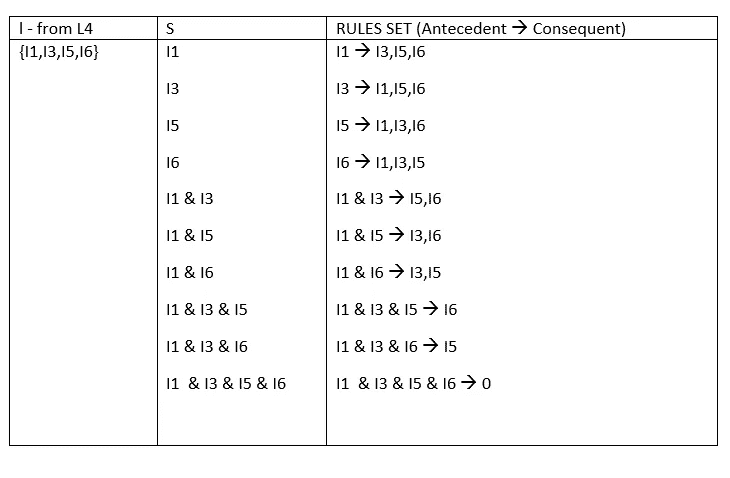 l - from L4 S RULES SET (Antecedent → Consequent)
{I1,I3,I5,I6} I1 I1 → I3,I5,I6
I3 I3 → I1,I5,I6
I5 I5 → I1,I3,I6
I6 I6 → I1,I3,I5
I1 & I3 I1 & I3 → I5,I6
I1 & I5 I1 & I5 → I3,I6
I1 & I6 I1 & I6 → I3,I5
I1 & I3 & I5 I1 & I3 & I5 → I6
I1 & I3 & I6 I1 & I3 & I6 → I5
I1 & I3 & I5 & I6 I1 & I3 & I5 & I6 → 0